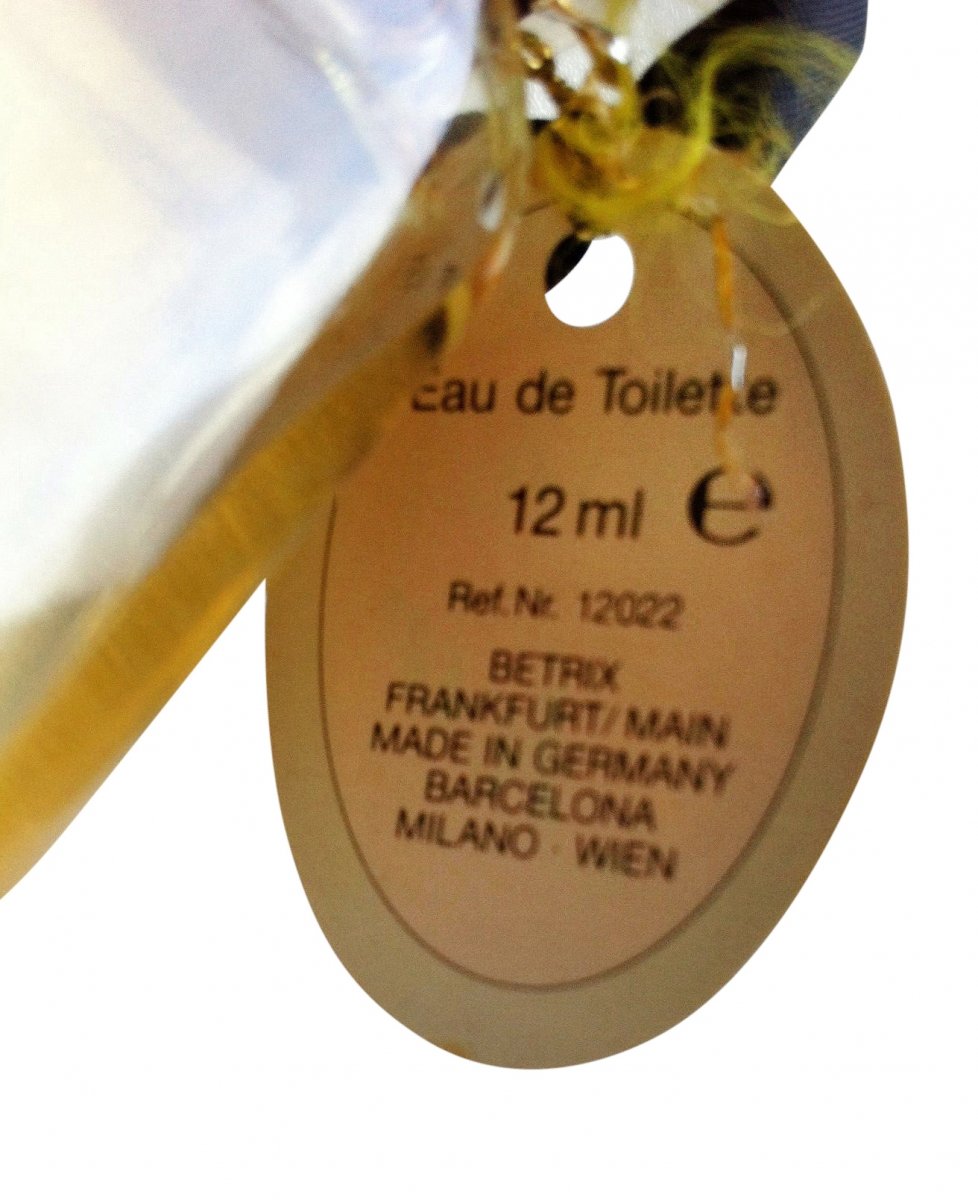 Eau de Toilette
12 ml ℮
Ref. Nr. 12022
BETRIX
FRANKFURT/MAIN
MADE IN GERMANY
BARCELONA
MILANO · WIEN